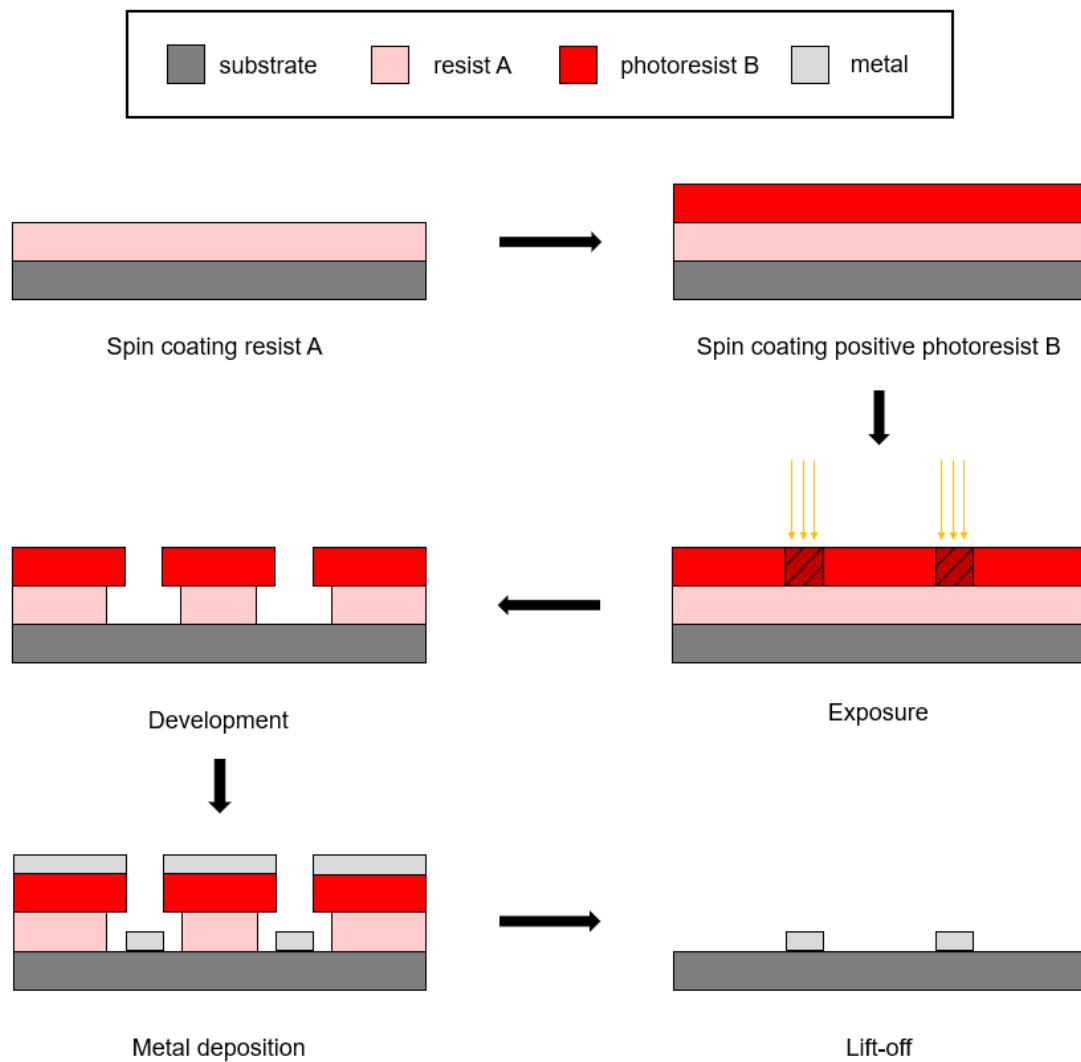 substrate
resist A
photoresist B
metal
Spin coating resist A
Spin coating positive photoresist B
Development
Exposure
Metal deposition
Lift-off